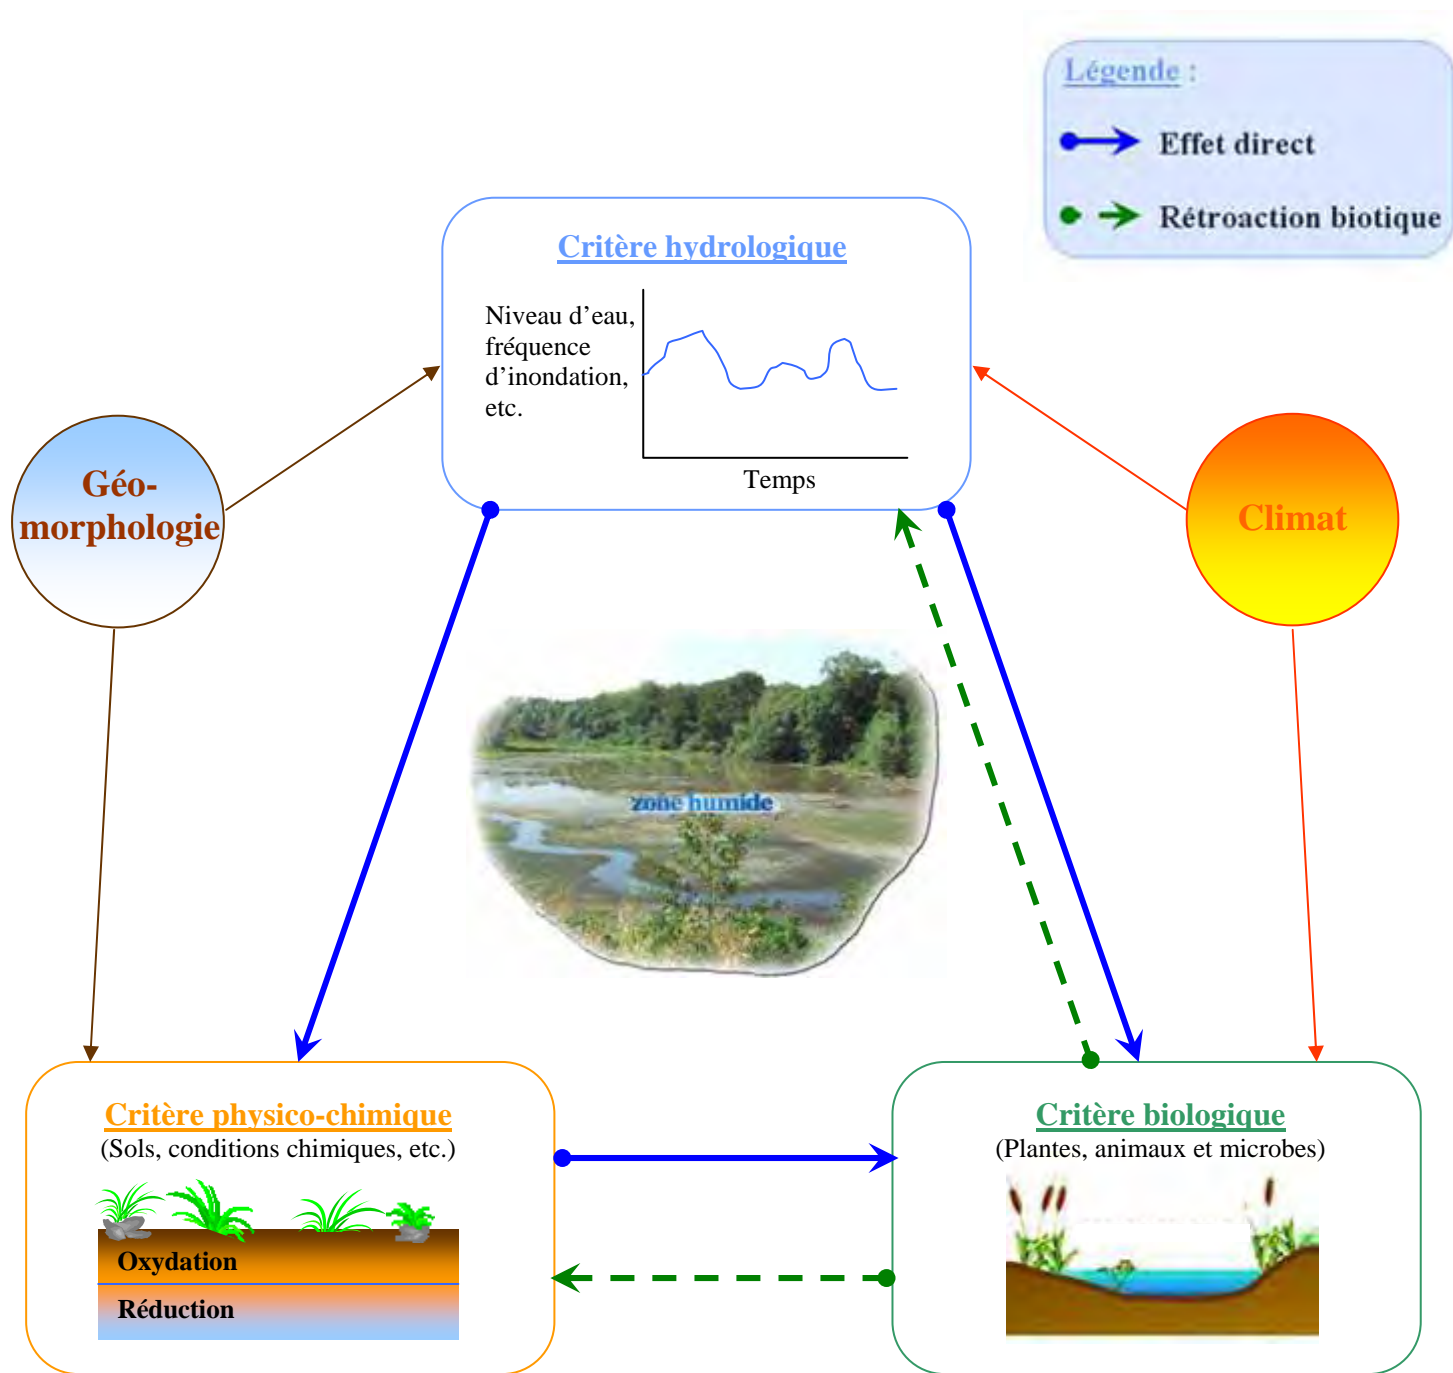 Légende :
Effet direct
Rétroaction biotique
Critère hydrologique
Niveau d’eau,
fréquence
d’inondation,
etc.
Temps
Géo-
morphologie
Climat
zone humide
Critère physico-chimique
(Sols, conditions chimiques, etc.)
Oxydation
Réduction
Critère biologique
(Plantes, animaux et microbes)